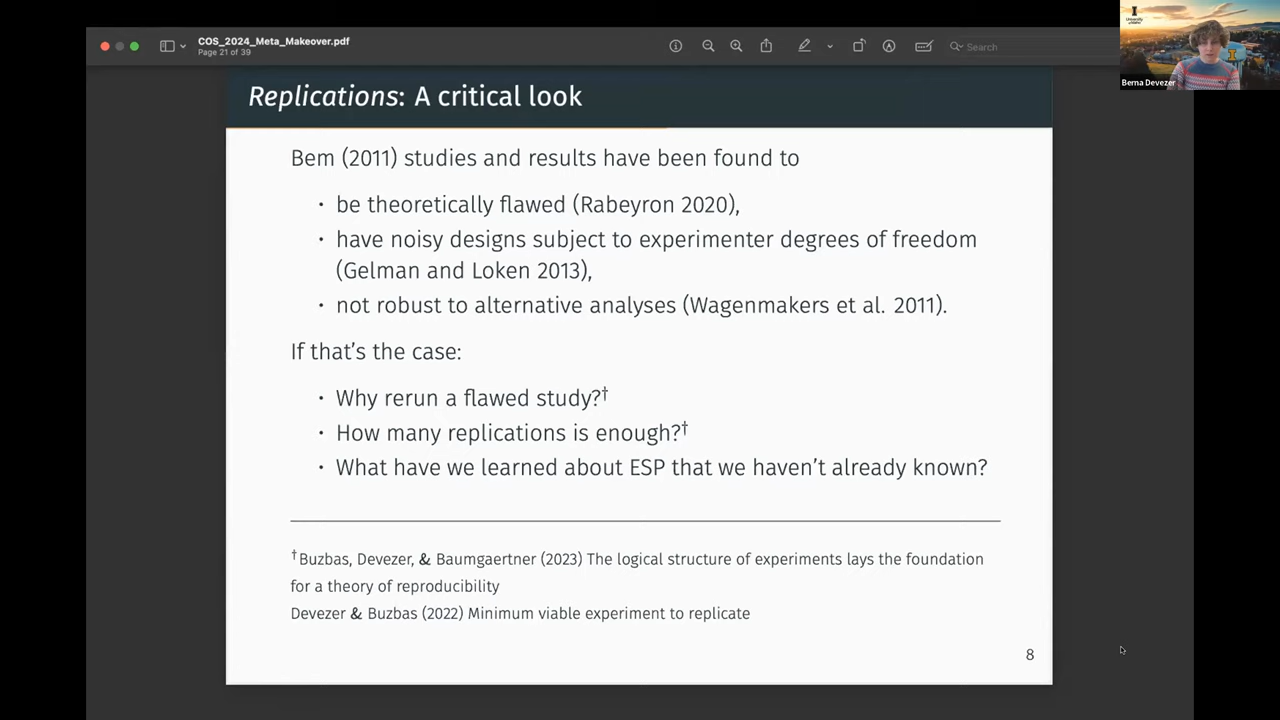 COS_2024_Meta_Makeover.pdf
Page 21 of 39
Search
University of Idaho
Berna Devezer
Replications: A critical look
Bem (2011) studies and results have been found to
• be theoretically flawed (Rabeyron 2020),
• have noisy designs subject to experimenter degrees of freedom
(Gelman and Loken 2013),
• not robust to alternative analyses (Wagenmakers et al. 2011).
If that's the case:
• Why rerun a flawed study?†
• How many replications is enough?†
• What have we learned about ESP that we haven't already known?
†Buzbas, Devezer, & Baumgaertner (2023) The logical structure of experiments lays the foundation
for a theory of reproducibility
Devezer & Buzbas (2022) Minimum viable experiment to replicate
8